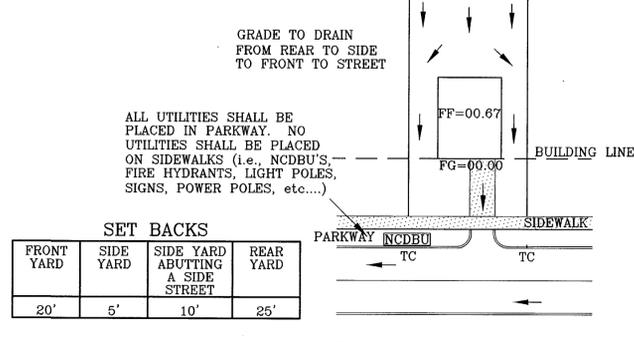 GRADE TO DRAIN
FROM REAR TO SIDE
TO FRONT TO STREET
FF=00.67
ALL UTILITIES SHALL BE
PLACED IN PARKWAY. NO
UTILITIES SHALL BE PLACED
ON SIDEWALKS (i.e., NCDBU'S,
FIRE HYDRANTS, LIGHT POLES,
SIGNS, POWER POLES, etc....)
BUILDING LINE
FG=00.00
SIDEWALK
PARKWAY
NCDBU
TC
TC
SET BACKS
FRONT YARD
SIDE YARD
SIDE YARD ABUTTING A SIDE STREET
REAR YARD
20'
5'
10'
25'